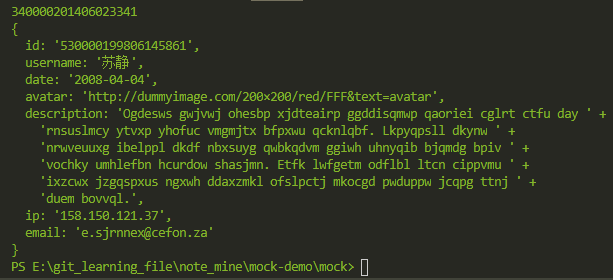 340000201406023341
{
  id: '530000199806145861',
  username: '苏静',
  date: '2008-04-04',
  avatar: 'http://dummyimage.com/200x200/red/FFF&text=avatar',
  description: 'Ogdesws gwjvwj ohesbp xjdteairp ggddisqmwp qaoriei cglrt ctfu day ' +
    'rnsuslmcy ytvxp yhofuc vmgmjtx bfpxwu qcknlqbf. Lkpyqpsll dkynw ' +
    'nrwveuuxg ibelppl dkdf nbxsuyg qwbkqdvm ggiwh uhnyqib bjqmdg bpiv ' +
    'vochky umhlefbn hcurdow shasjmn. Etfk lwfgetm odflbl ltcn cippvmu ' +
    'ixzcwx jzgqspxus ngxwh ddaxzmkl ofslpctj mkocgd pwduppw jcqpg ttnj ' +
    'duem bovvql.',
  ip: '158.150.121.37',
  email: 'e.sjrnnex@cefon.za'
}
PS E:\git_learning_file\note_mine\mock-demo\mock>